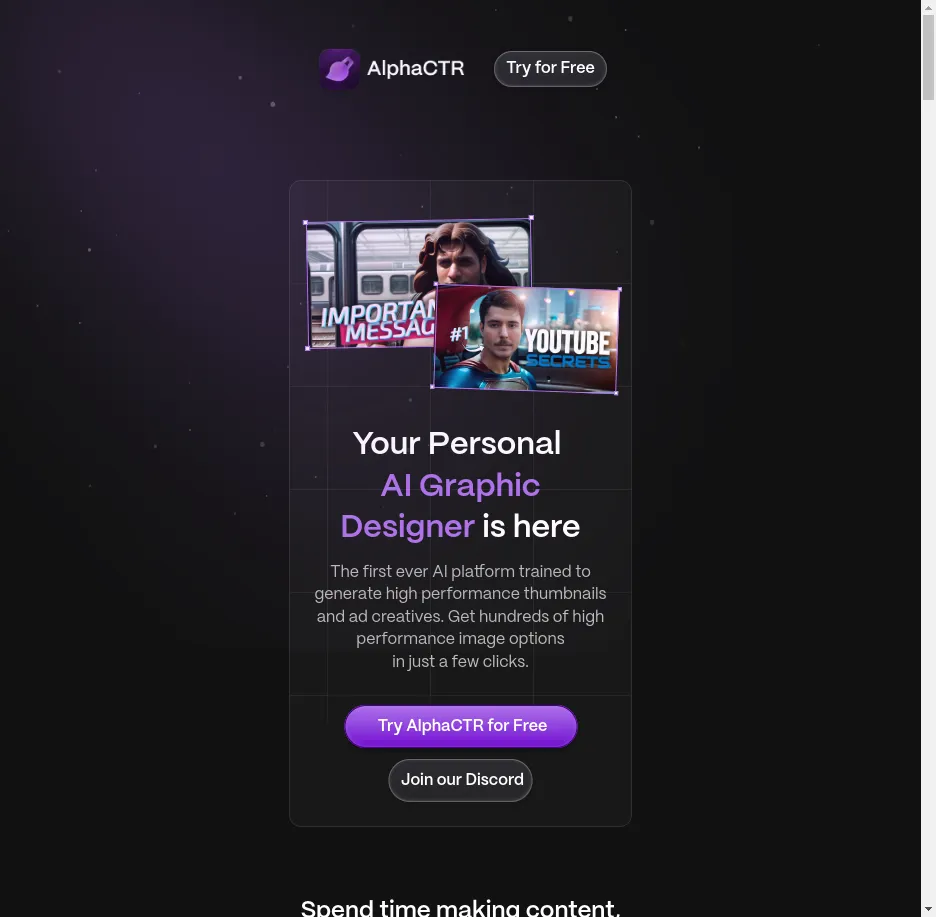 AlphaCTR
Try for Free
IMPORTAN
MESSAG
#1
YOUTUBE
SECRETS
Your Personal
AI Graphic
Designer is here
The first ever AI platform trained to
generate high performance thumbnails
and ad creatives. Get hundreds of high
performance image options
in just a few clicks.
Try AlphaCTR for Free
Join our Discord
Spend time making content,